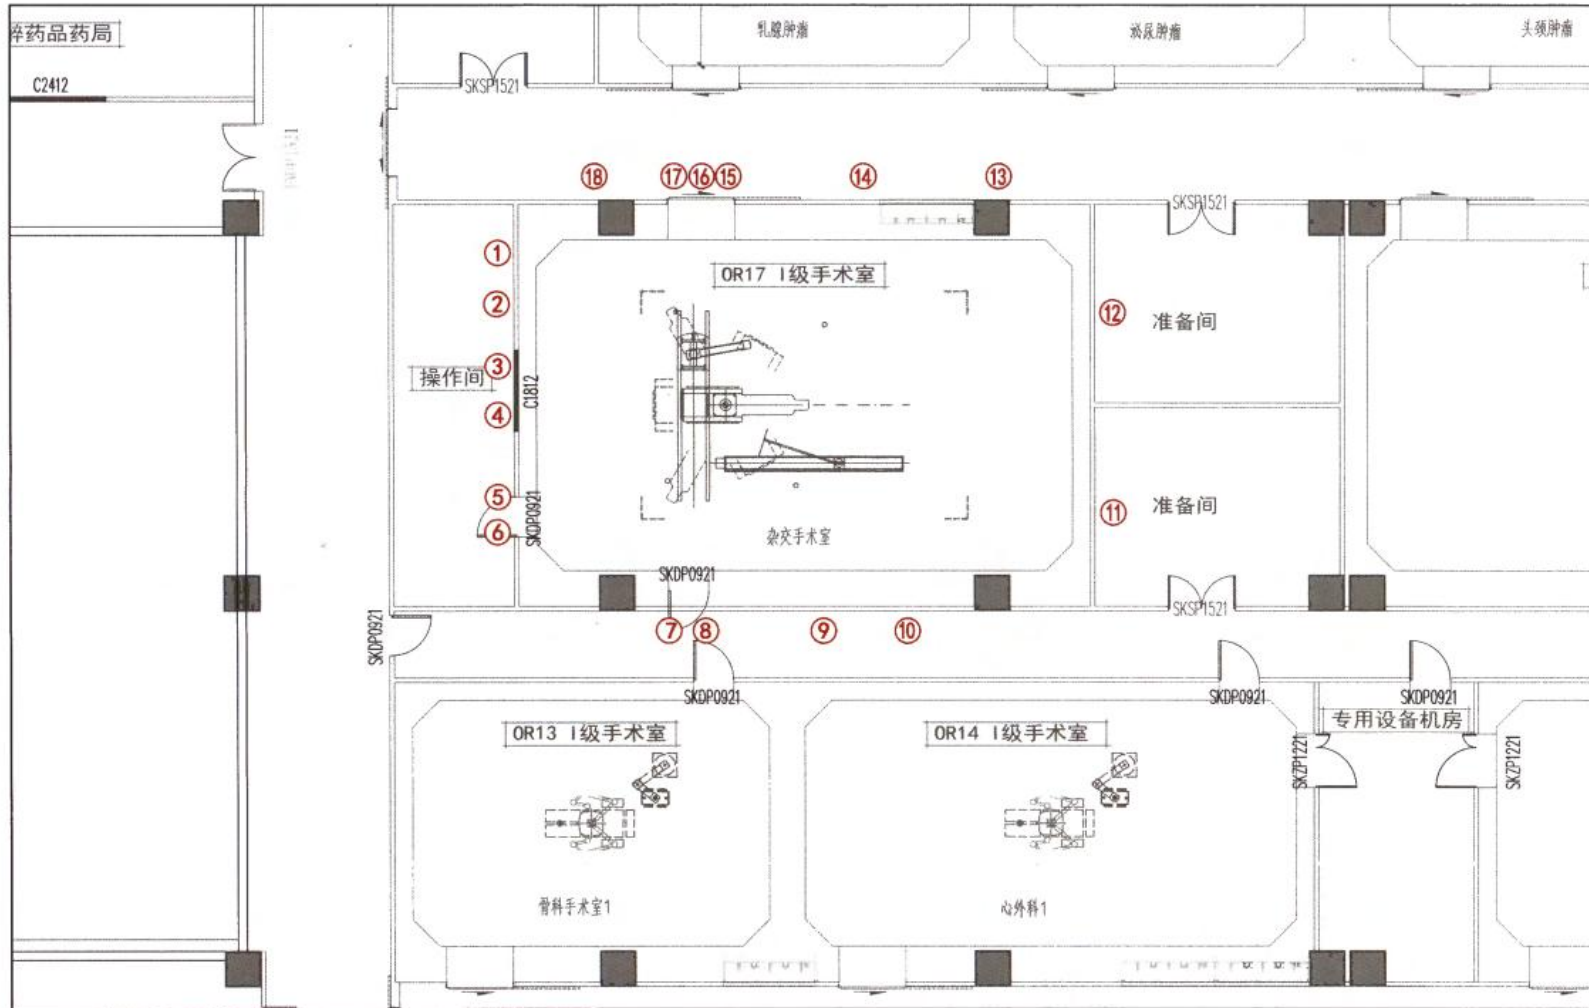 碎药品药局
C2412
SKSP1521
乳腺肿瘤
泌尿肿瘤
头颈肿瘤
⑱
⑰
⑯
⑮
⑭
⑬
SKSP1521
①
②
③
④
⑤
⑥
操作间
C1812
SKDP0921
OR17 I级手术室
杂交手术室
⑫
准备间
⑪
准备间
SKDP0921
SKDP0921
⑦
⑧
⑨
⑩
SKSP1521
SKDP0921
SKDP0921
SKDP0921
OR13 I级手术室
骨科手术室1
OR14 I级手术室
心外科1
专用设备机房
SKZP1221
SKZP1221